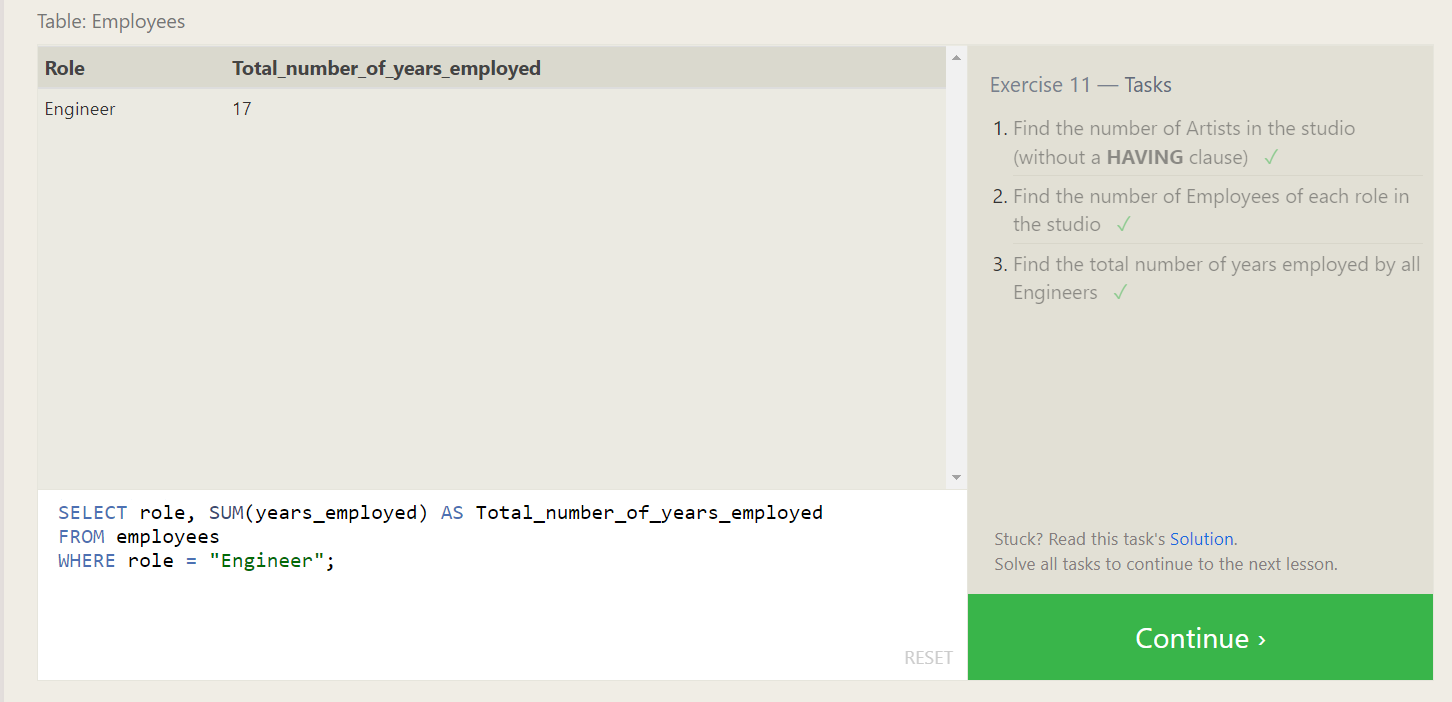 Table: Employees
Role Total_number_of_years_employed
Engineer 17
SELECT role, SUM(years_employed) AS Total_number_of_years_employed
FROM employees
WHERE role = "Engineer";
RESET
Exercise 11 — Tasks
1. Find the number of Artists in the studio
(without a HAVING clause) ✓
2. Find the number of Employees of each role in
the studio ✓
3. Find the total number of years employed by all
Engineers ✓
Stuck? Read this task's Solution.
Solve all tasks to continue to the next lesson.
Continue ›